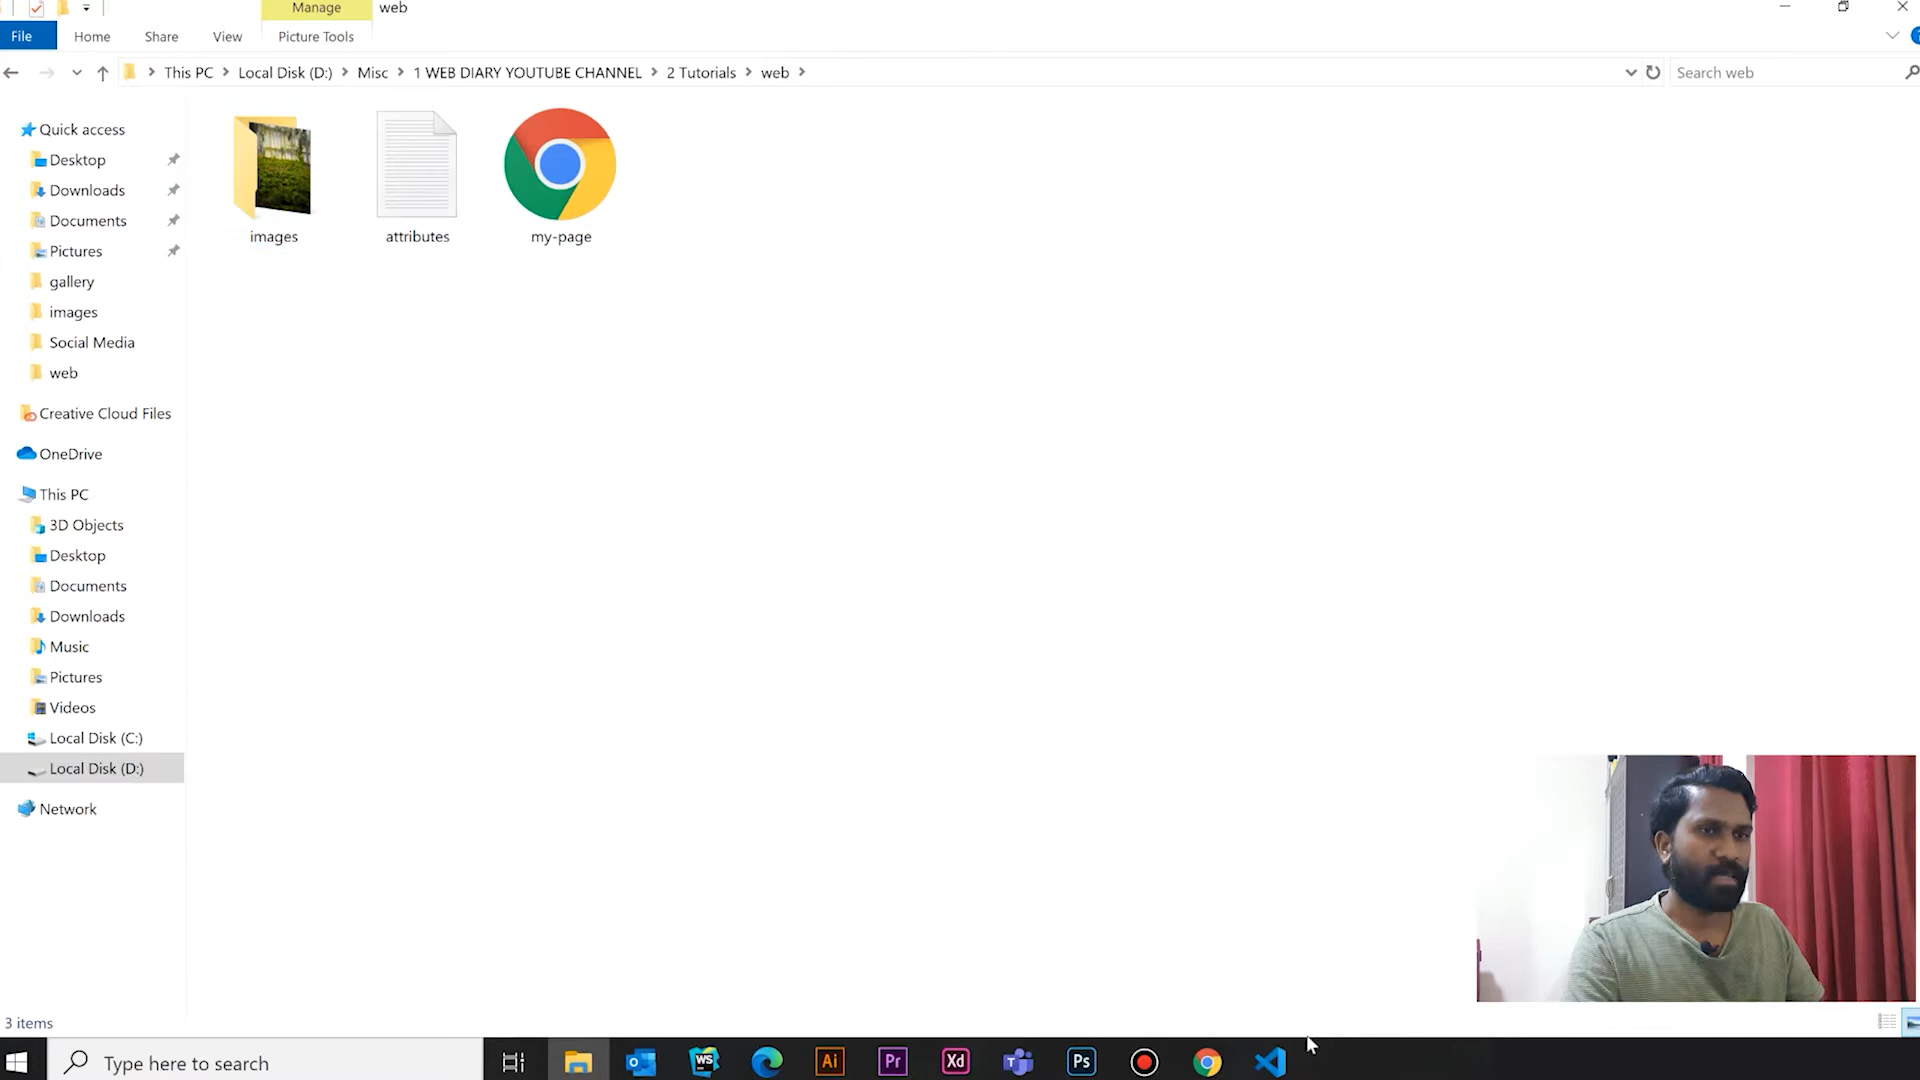 Manage web
File Home Share View Picture Tools
This PC Local Disk (D:) Misc 1 WEB DIARY YOUTUBE CHANNEL 2 Tutorials web Search web
Quick access
Desktop
Downloads
Documents
Pictures
gallery
images
Social Media
web
Creative Cloud Files
OneDrive
This PC
3D Objects
Desktop
Documents
Downloads
Music
Pictures
Videos
Local Disk (C:)
Local Disk (D:)
Network
images attributes my-page
3 items
Type here to search WS Ai Pr Xd Ps